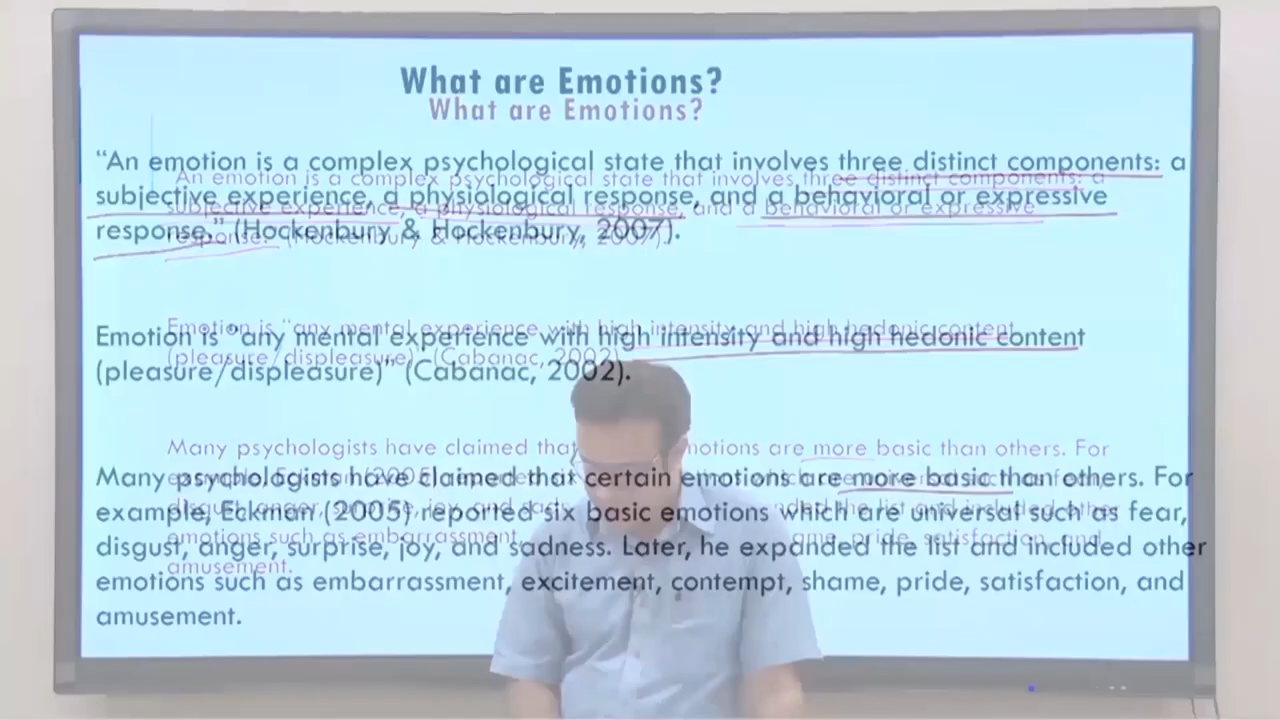 What are Emotions?
What are Emotions?
“An emotion is a complex psychological state that involves three distinct components: a
subjective experience, a physiological response, and a behavioral or expressive
response.” (Hockenbury & Hockenbury, 2007).
Emotion is “any mental experience with high intensity and high hedonic content
(pleasure/displeasure)” (Cabanac, 2002).
Many psychologists have claimed that certain emotions are more basic than others. For
example, Eckman (2005) reported six basic emotions which are universal such as fear,
disgust, anger, surprise, joy, and sadness. Later, he expanded the list and included other
emotions such as embarrassment, excitement, contempt, shame, pride, satisfaction, and
amusement.